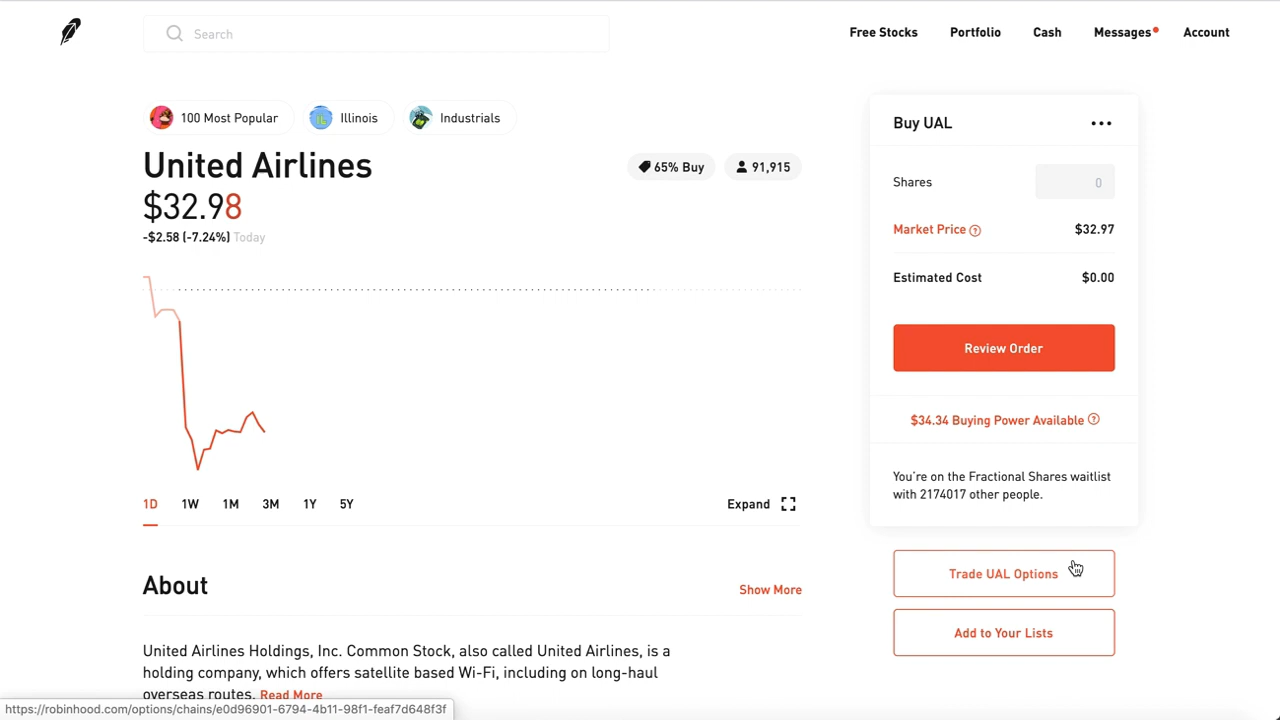 Search
Free Stocks Portfolio Cash Messages Account
100 Most Popular Illinois Industrials
United Airlines
65% Buy 91,915
$32.98
-$2.58 (-7.24%) Today
1D 1W 1M 3M 1Y 5Y
Expand
About
Show More
United Airlines Holdings, Inc. Common Stock, also called United Airlines, is a
holding company, which offers satellite based Wi-Fi, including on long-haul
overseas routes. Read More
Buy UAL
Shares 0
Market Price ? $32.97
Estimated Cost $0.00
Review Order
$34.34 Buying Power Available ?
You're on the Fractional Shares waitlist
with 2174017 other people.
Trade UAL Options
Add to Your Lists
https://robinhood.com/options/chains/e0d96901-6794-4b11-98f1-feaf7d648f3f